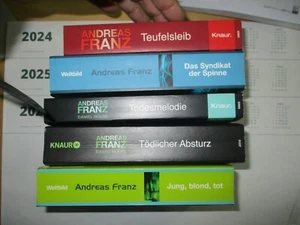 2024
ANDREAS
FRANZ
Teufelsleib
Knaur.
2025
Weltbild
Andreas Franz
Das Syndikat
der Spinne
ANDREAS
FRANZ
Todesmelodie
Knaur.
KNAUR
ANDREAS
FRANZ
Tödlicher Absturz
Weltbild
Andreas Franz
Jung, blond, tot